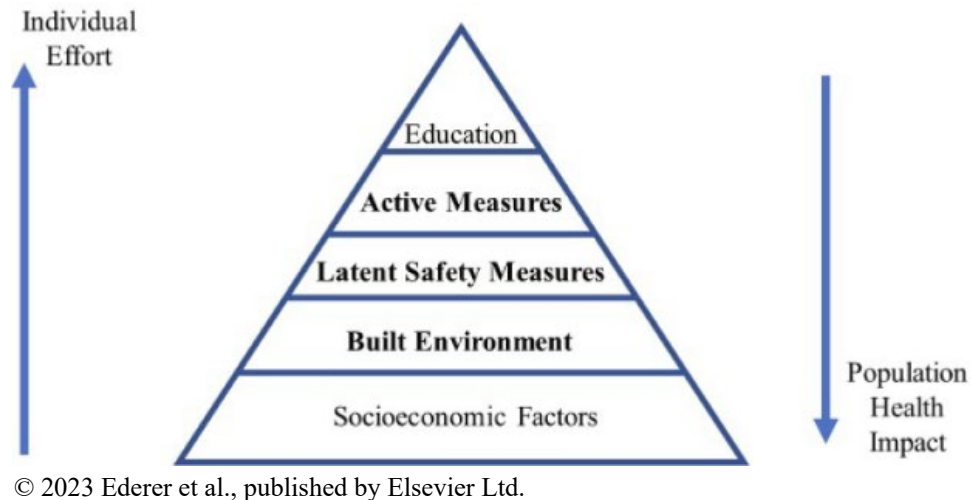 Individual
Effort
Education
Active Measures
Latent Safety Measures
Built Environment
Socioeconomic Factors
Population
Health
Impact
© 2023 Ederer et al., published by Elsevier Ltd.